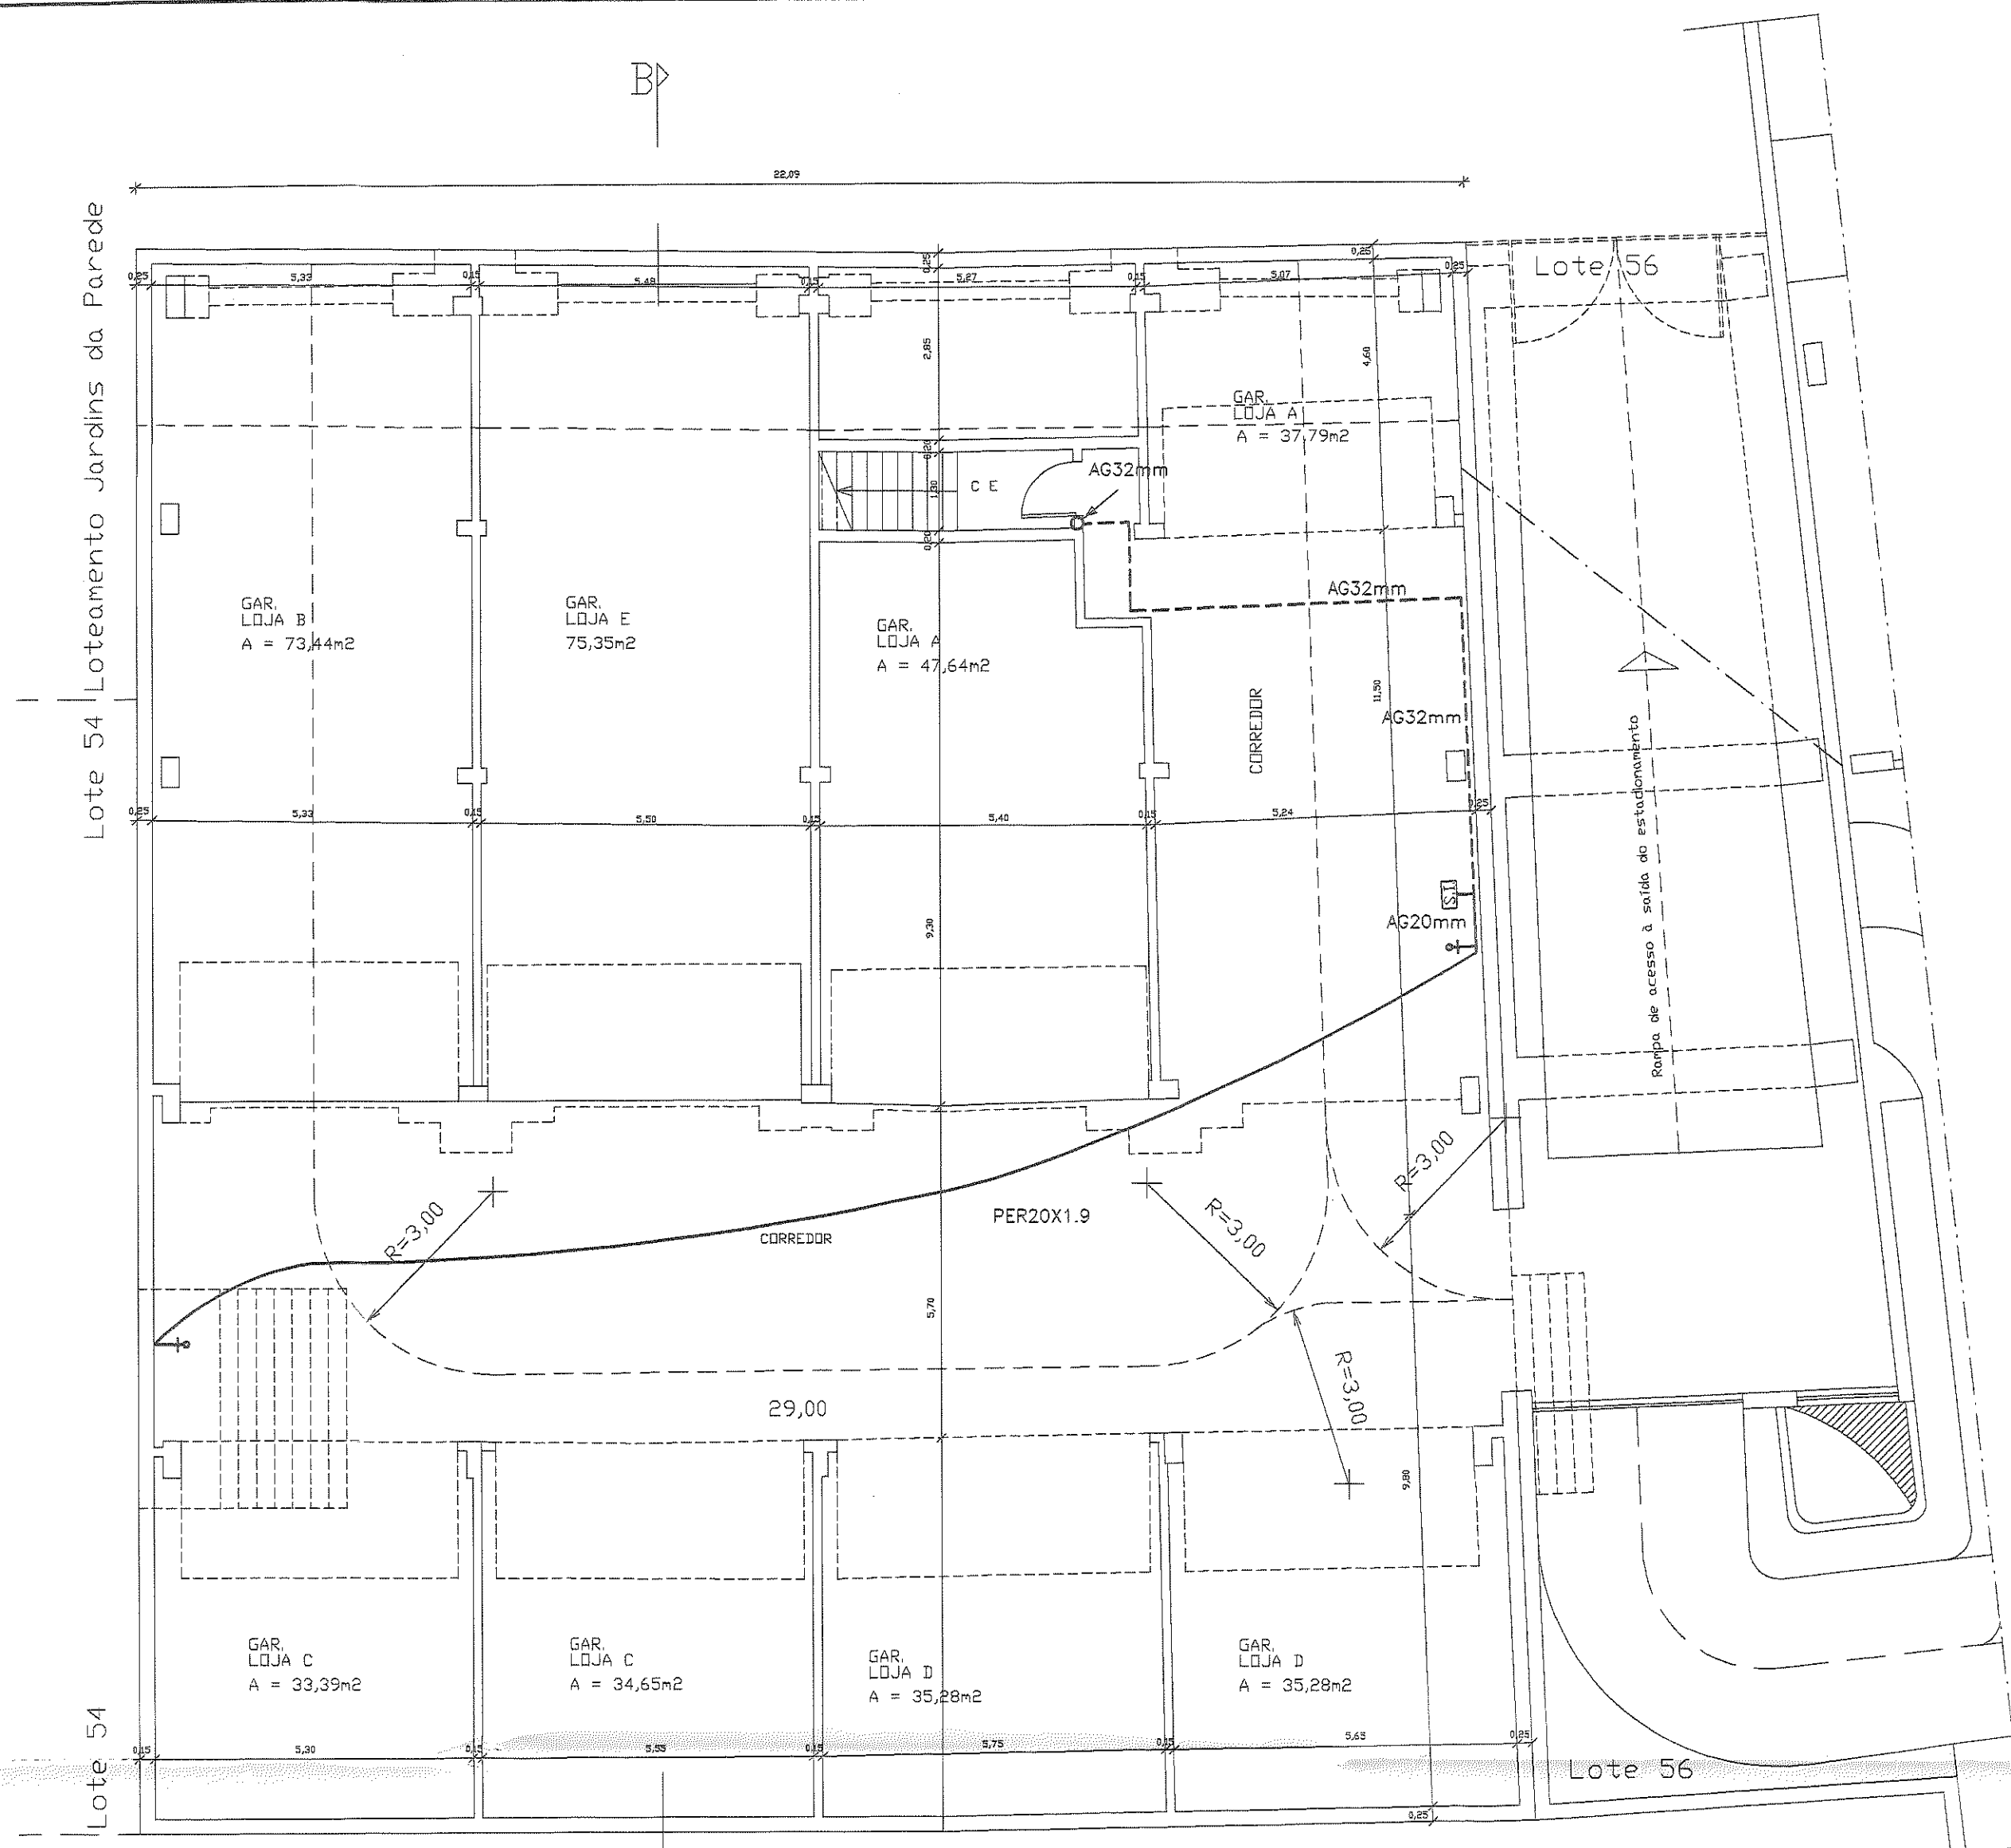 B
22,09
Lote 54 Loteamento Jardins da Parede
Lote 56
0,25
5,33
0,15
5,48
0,15
5,27
0,15
5,07
0,25
0,25
0,25
2,85
4,60
GAR.
LOJA A
A = 37,79m2
0,20
AG32mm
C E
1,30
0,20
AG32mm
GAR.
LOJA B
A = 73,44m2
GAR.
LOJA E
75,35m2
GAR.
LOJA A
A = 47,64m2
CORREDOR
11,50
AG32mm
Rampa de acesso à saída do estacionamento
0,25
5,33
0,15
5,50
0,15
5,40
0,15
5,24
0,25
T.S
AG20mm
9,30
R=3,00
R=3,00
R=3,00
PER20X1.9
CORREDOR
5,70
R=3,00
29,00
9,80
GAR.
LOJA C
A = 33,39m2
GAR.
LOJA C
A = 34,65m2
GAR.
LOJA D
A = 35,28m2
GAR.
LOJA D
A = 35,28m2
Lote 54
0,15
5,30
0,15
5,55
0,15
5,75
0,15
5,65
0,25
Lote 56
0,25